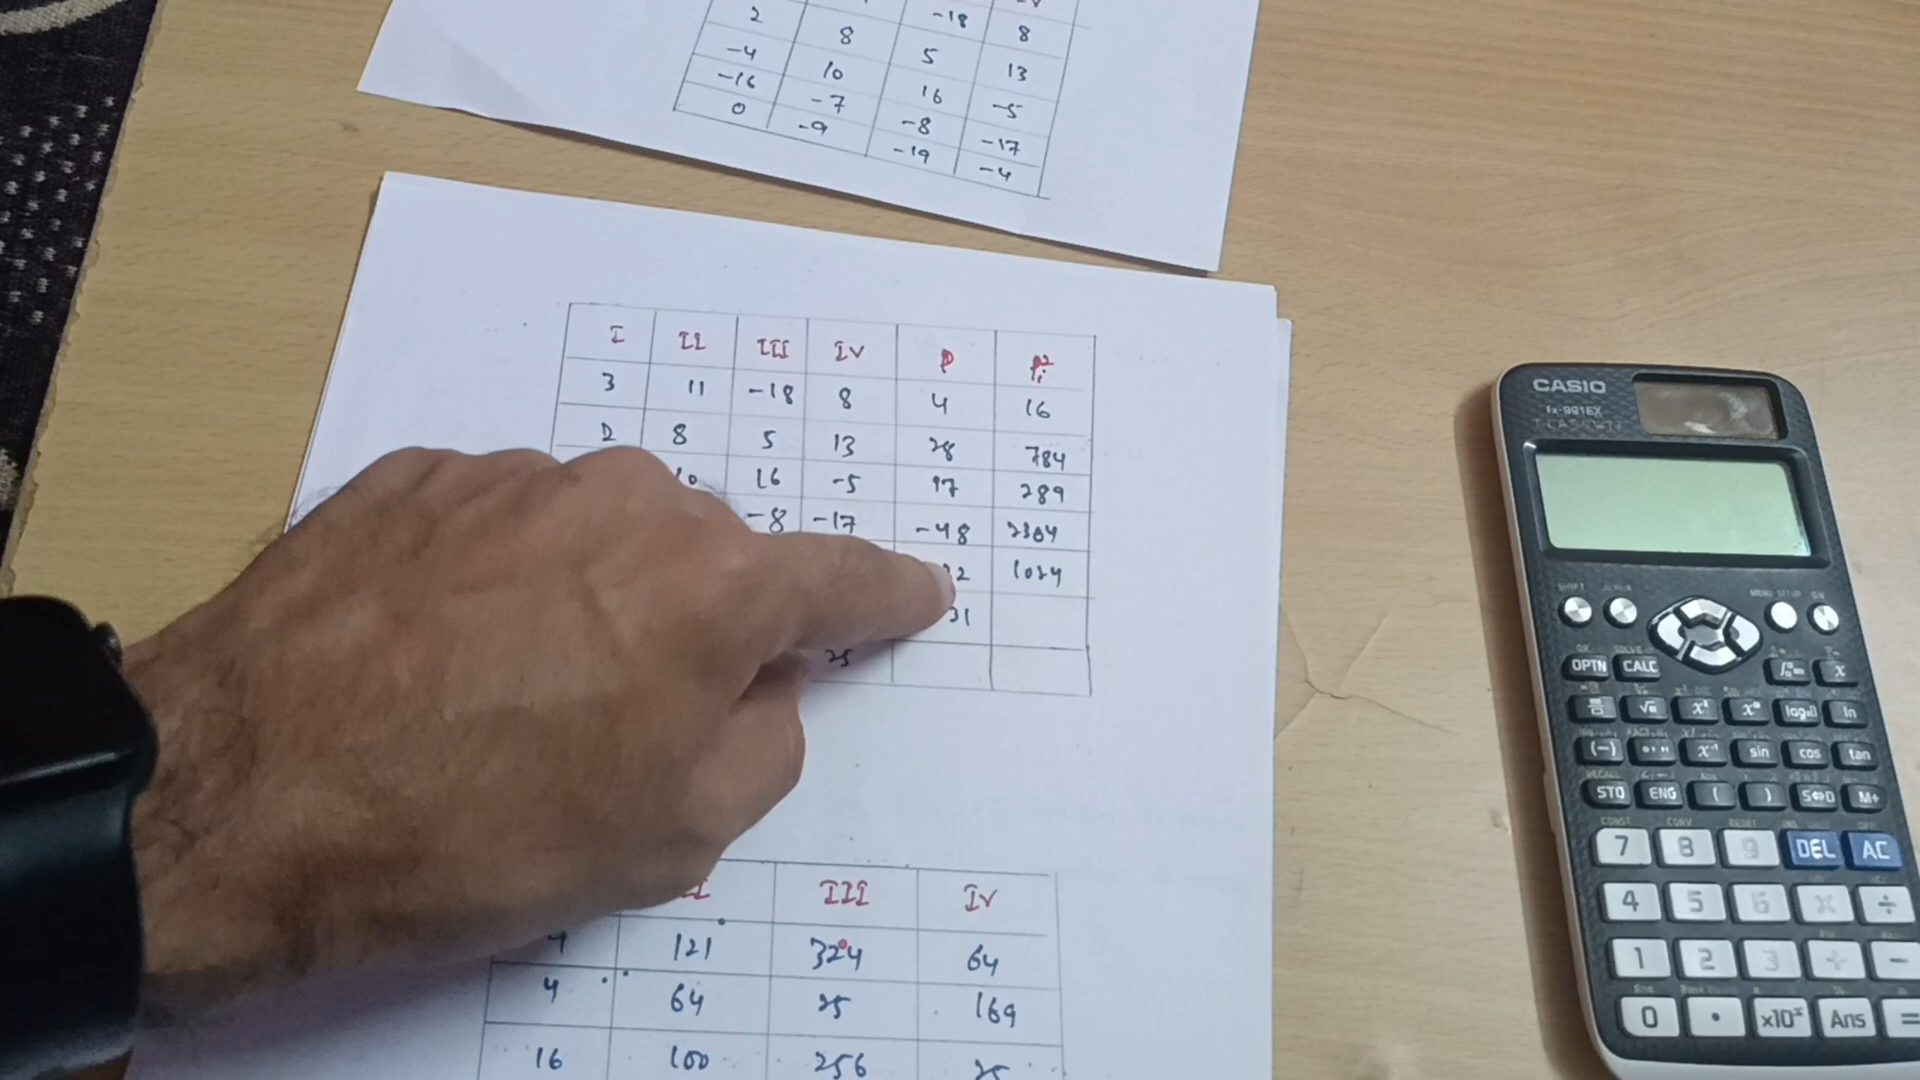 2 8 -18 8
-4 10 5 13
-16 -7 16 -5
0 -9 -8 -17
-19 -4
I II III IV P Pi²
3 11 -18 8 4 16
2 8 5 13 28 784
10 16 -5 17 289
-8 -17 -48 2304
1024
31
25
III IV
121 324 64
4 64 25 169
16 100 256 25
CASIO
fx-991EX
SHIFT ALPHA MENU SETUP ON
OPTN CALC x
log ln
(-) x⁻¹ sin cos tan
STO ENG ( ) S⇔D M+
7 8 9 DEL AC
4 5 6 × ÷
1 2 3 + −
0 • ×10ˣ Ans =